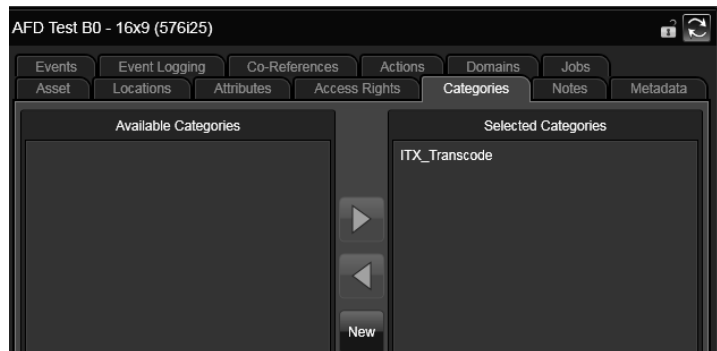 AFD Test B0 - 16x9 (576i25)
Events Event Logging Co-References Actions Domains Jobs
Asset Locations Attributes Access Rights Categories Notes Metadata
Available Categories Selected Categories
ITX_Transcode
New